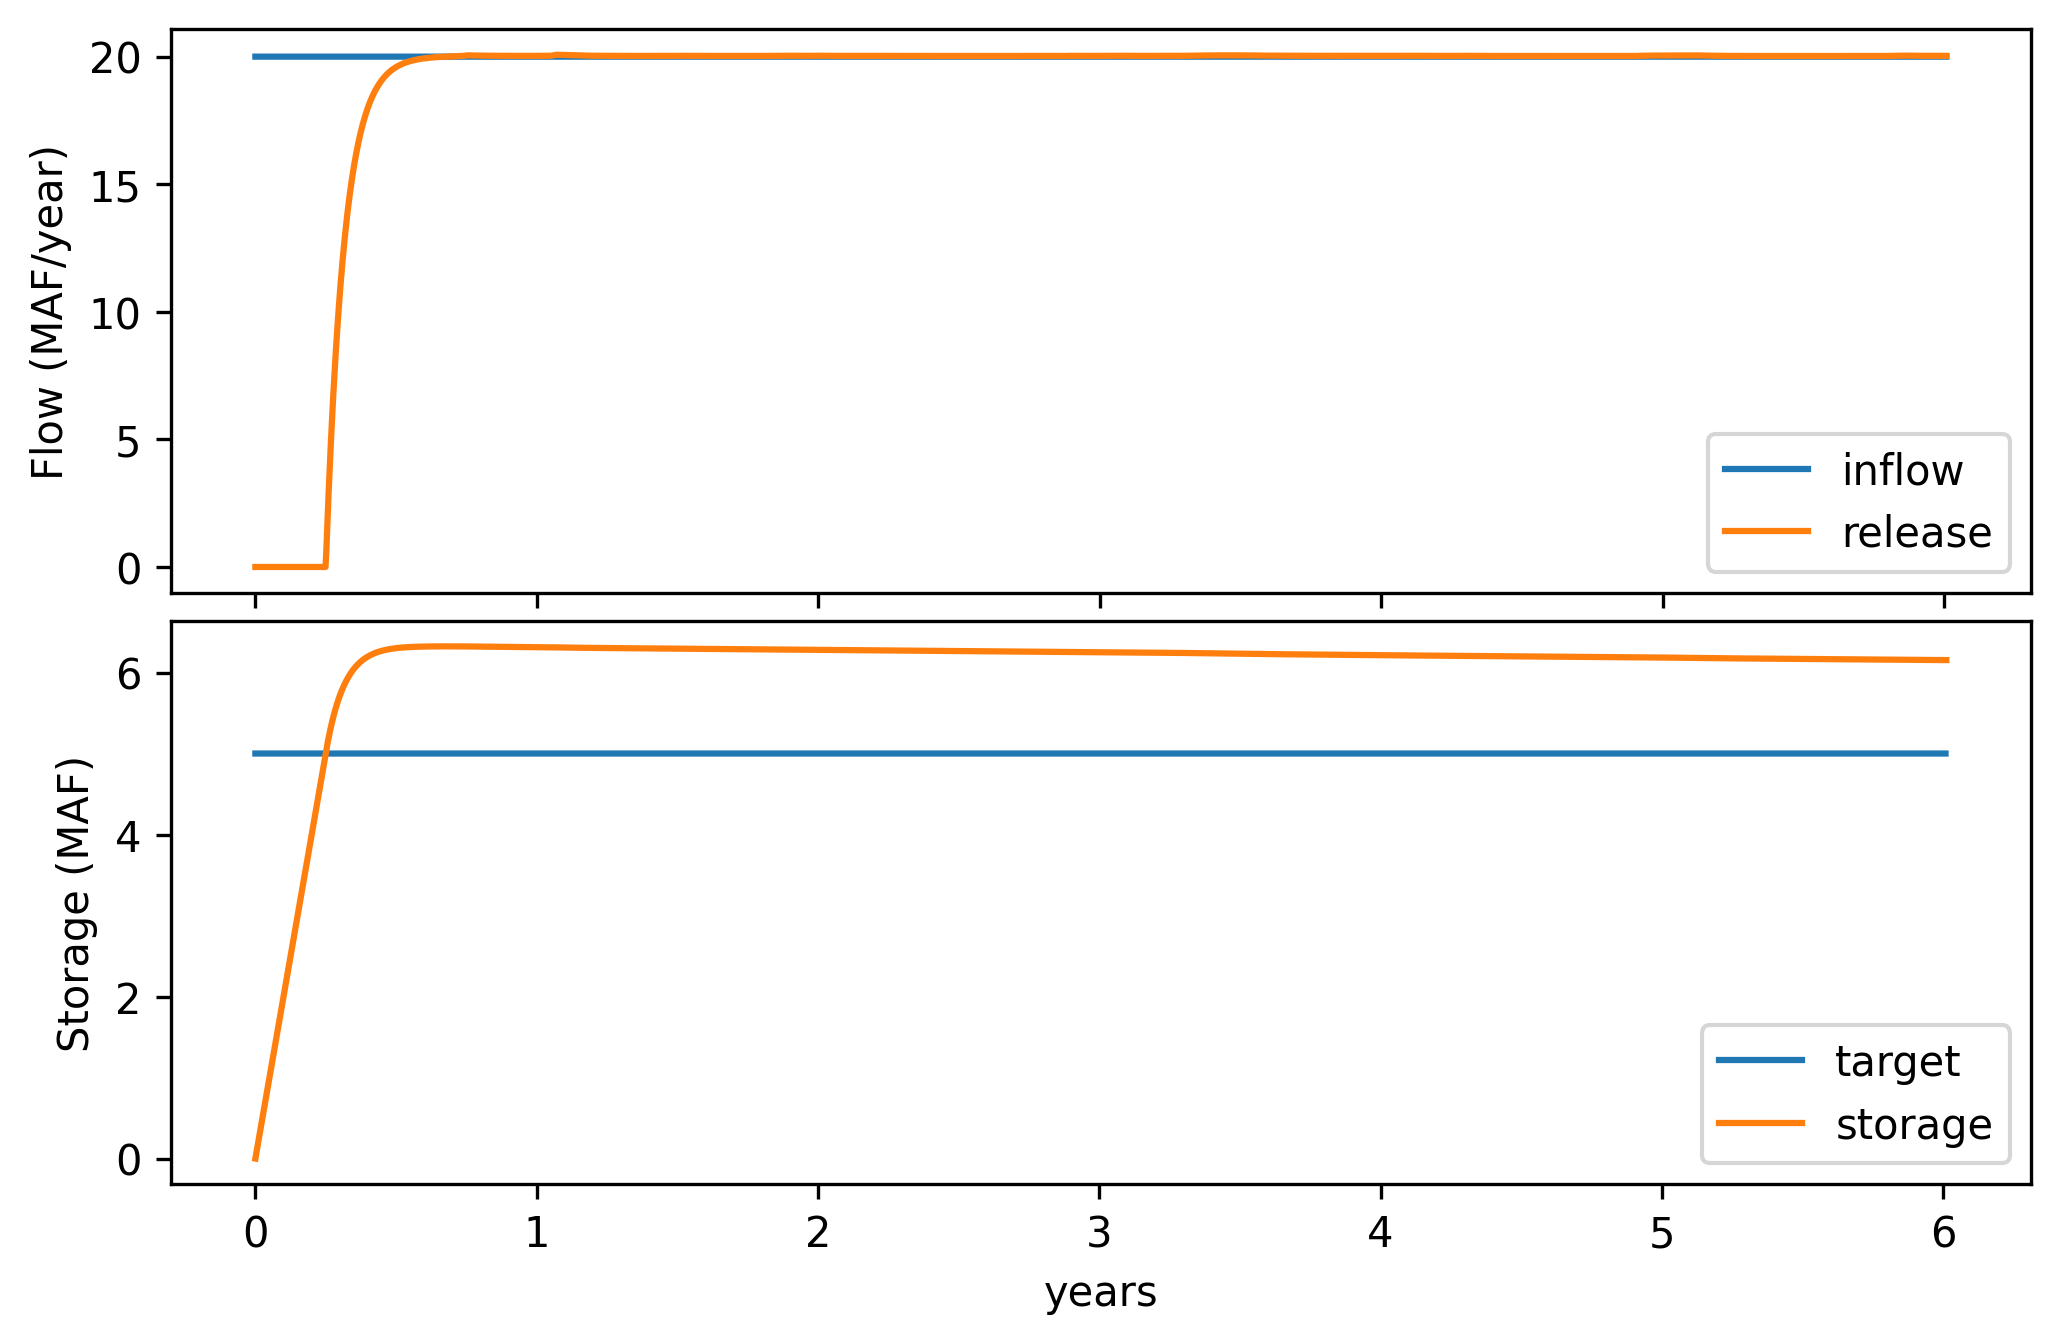 Flow (MAF/year)
20
15
10
5
0
inflow
release
Storage (MAF)
6
4
2
0
target
storage
0 1 2 3 4 5 6
years